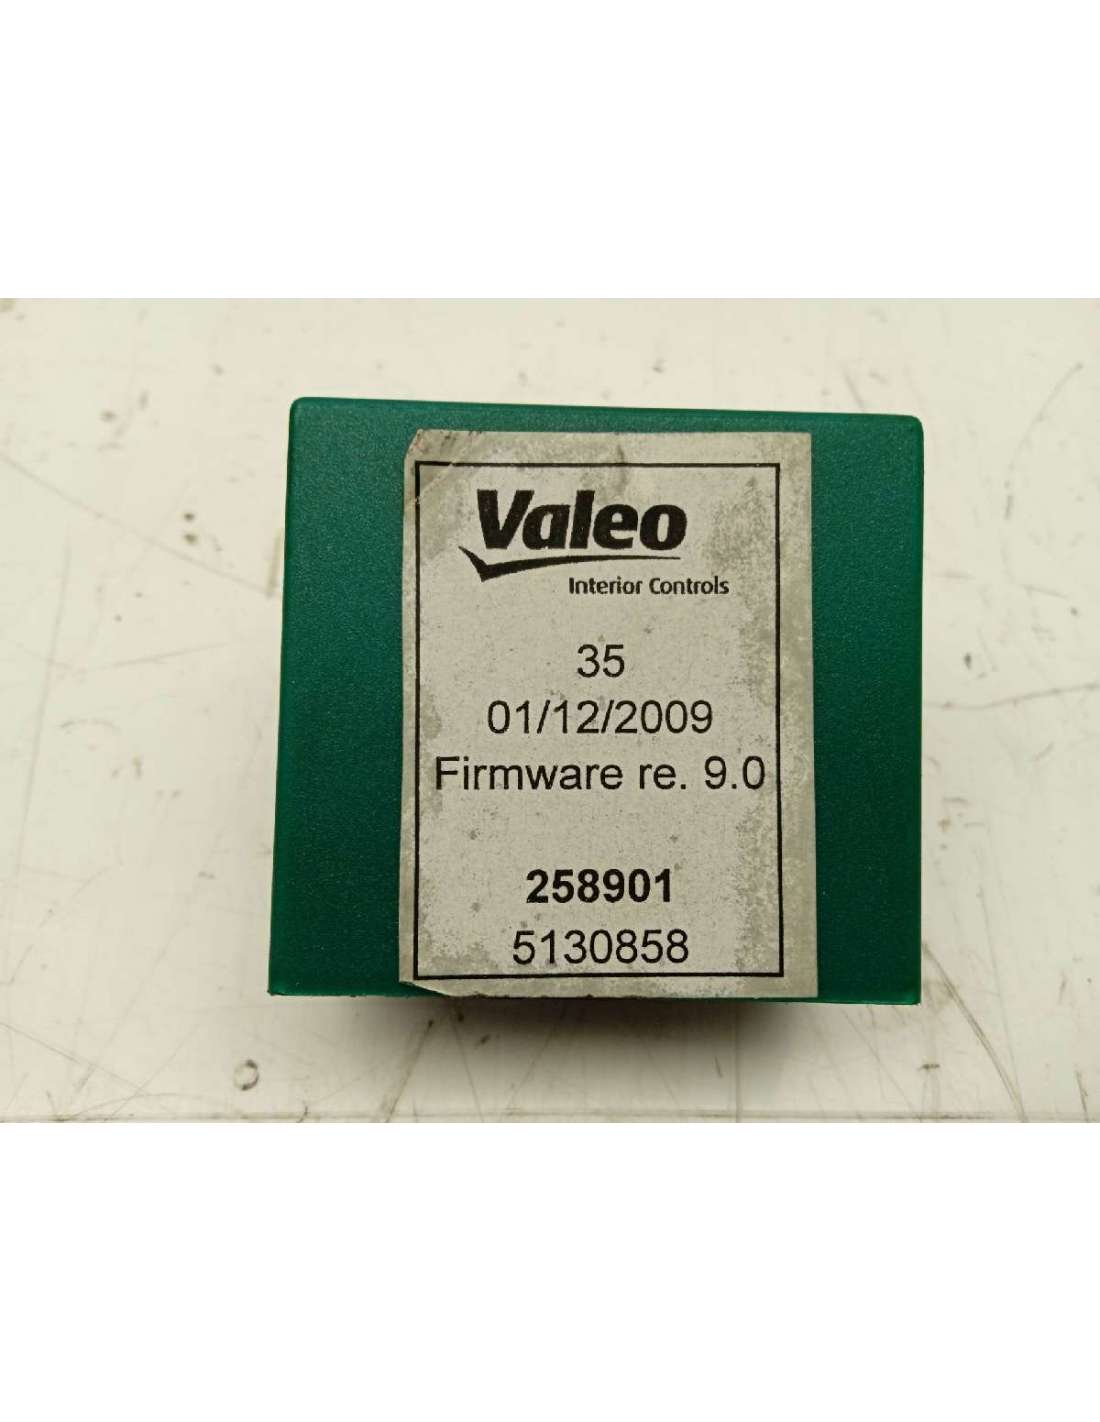 Valeo
Interior Controls
35
01/12/2009
Firmware re. 9.0
258901
5130858